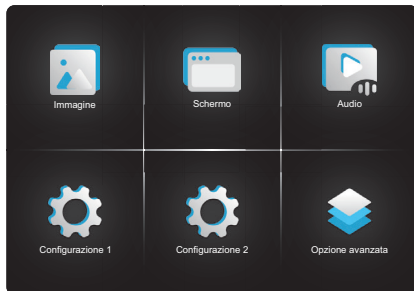 Immagine
Schermo
Audio
Configurazione 1
Configurazione 2
Opzione avanzata